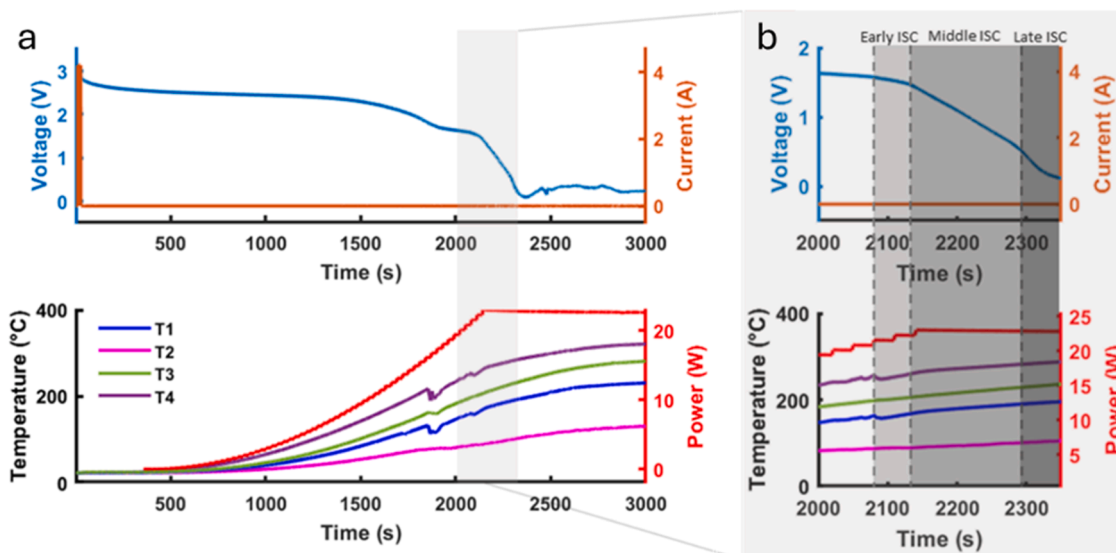 a
b
Early ISC
Middle ISC
Late ISC
Voltage (V)
3
2
1
0
4
2
0
Current (A)
500
1000
1500
2000
2500
3000
Time (s)
2
1
0
4
2
0
Current (A)
Voltage (V)
2000
2100
2200
2300
Time (s)
Temperature (°C)
400
200
0
T1
T2
T3
T4
20
10
0
Power (W)
500
1000
1500
2000
2500
3000
Time (s)
Temperature (°C)
400
200
0
25
20
15
10
5
Power (W)
2000
2100
2200
2300
Time (s)